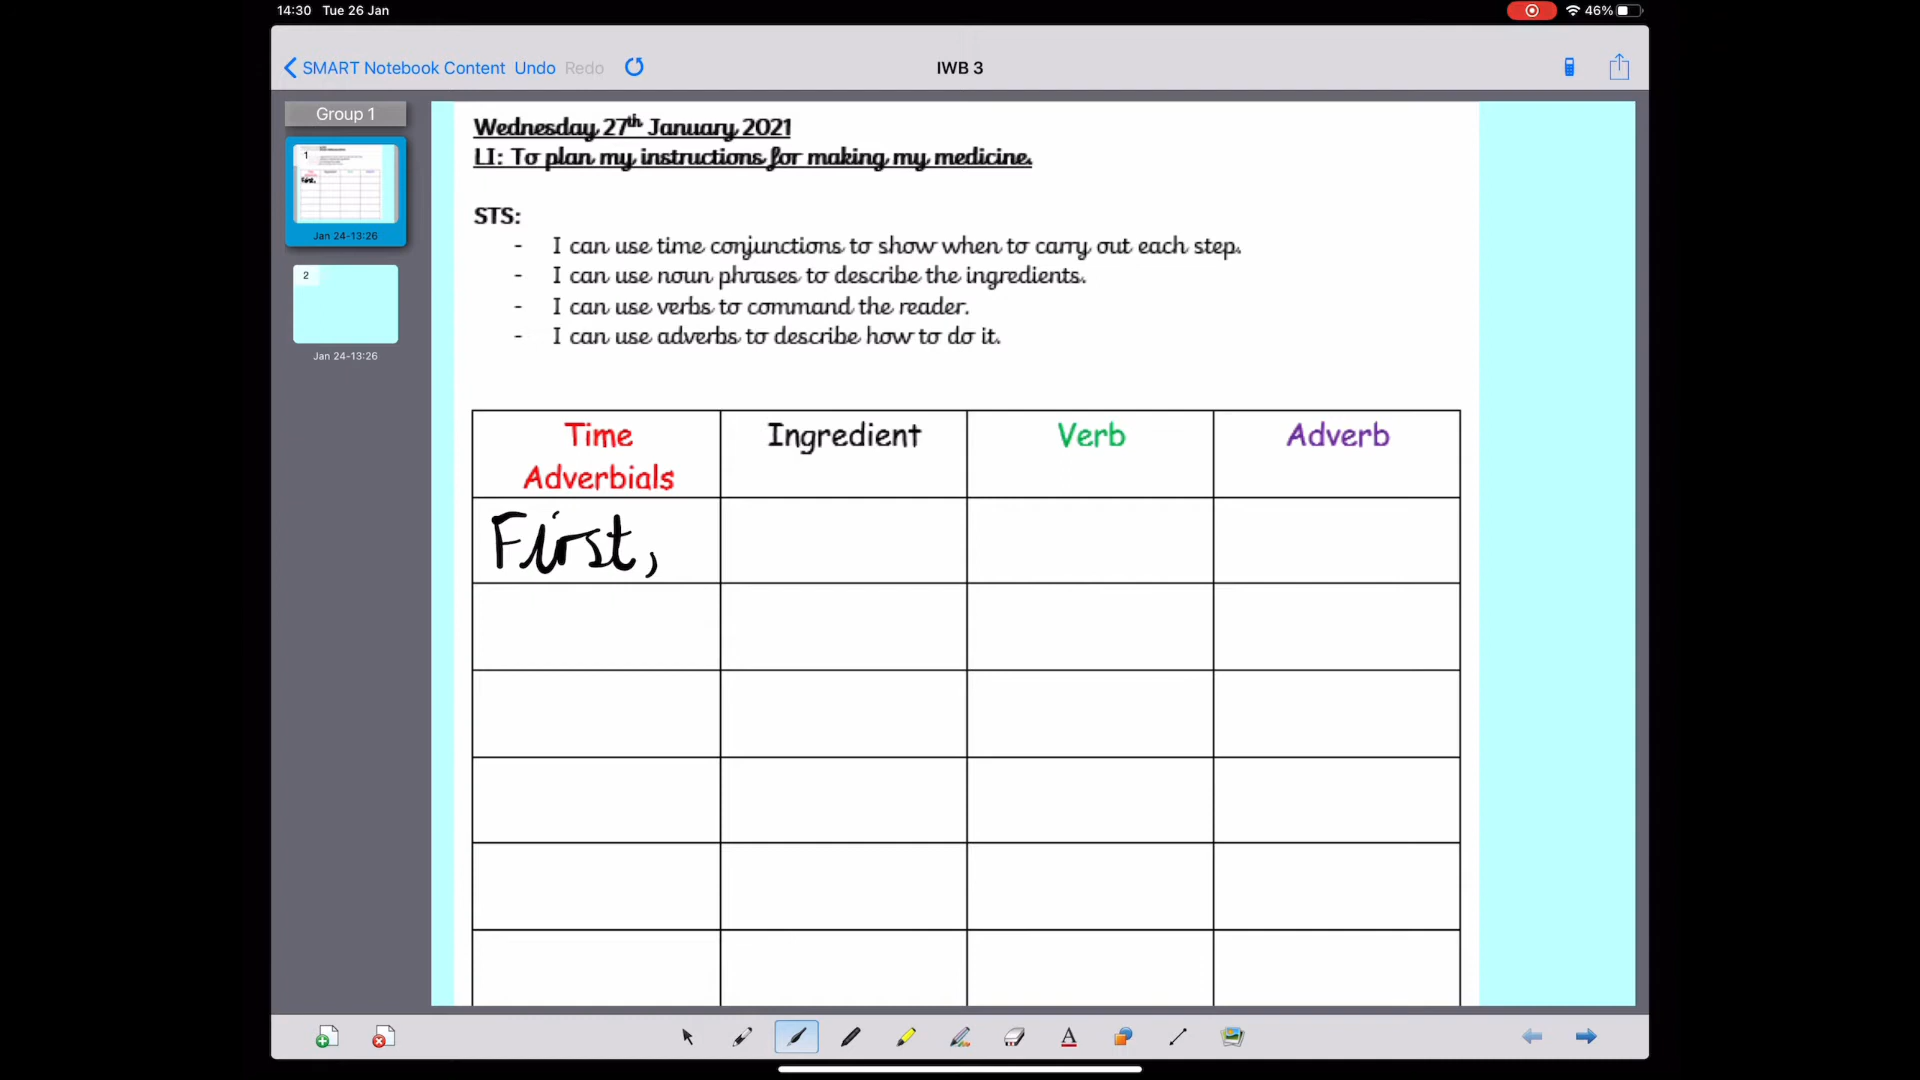 14:30 Tue 26 Jan 46%
SMART Notebook Content Undo Redo IWB 3
Group 1
1
Jan 24-13:26
2
Jan 24-13:26
Wednesday 27th January 2021
LI: To plan my instructions for making my medicine.
STS:
- I can use time conjunctions to show when to carry out each step.
- I can use noun phrases to describe the ingredients.
- I can use verbs to command the reader.
- I can use adverbs to describe how to do it.
Time Adverbials Ingredient Verb Adverb
First,